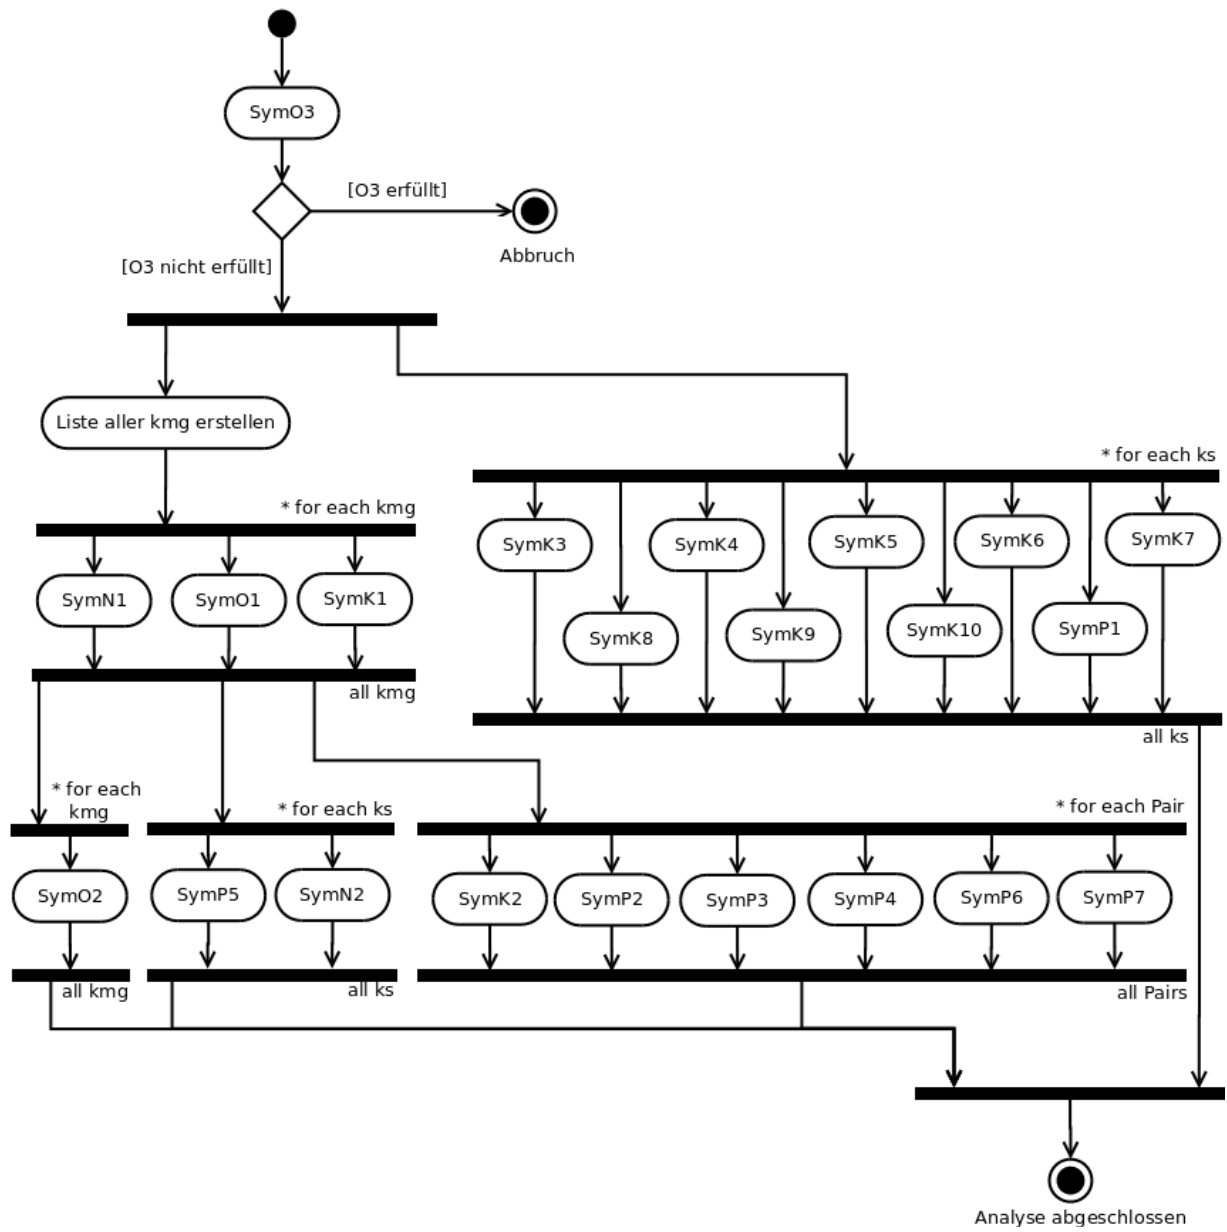 SymO3
[O3 erfüllt]
Abbruch
[O3 nicht erfüllt]
Liste aller kmg erstellen
* for each kmg
SymN1
SymO1
SymK1
all kmg
* for each ks
SymK3
SymK4
SymK5
SymK6
SymK7
SymK8
SymK9
SymK10
SymP1
all ks
* for each
kmg
SymO2
all kmg
* for each ks
SymP5
SymN2
all ks
* for each Pair
SymK2
SymP2
SymP3
SymP4
SymP6
SymP7
all Pairs
Analyse abgeschlossen